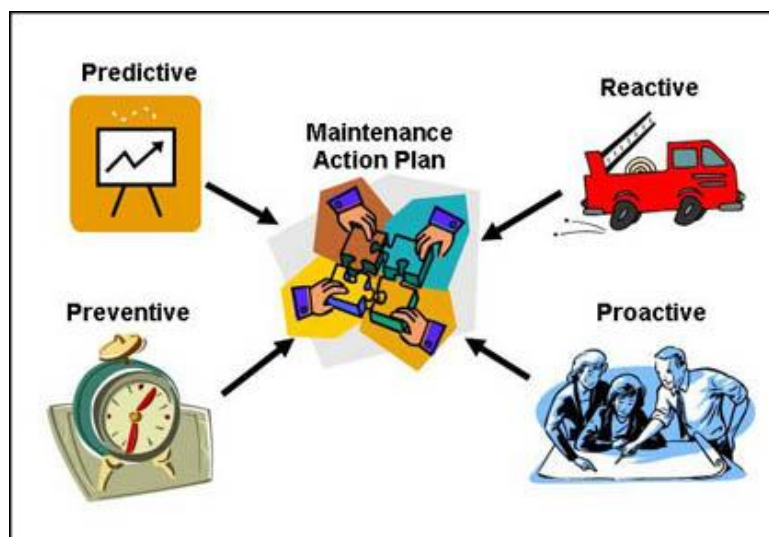 Predictive
Reactive
Maintenance
Action Plan
Preventive
Proactive